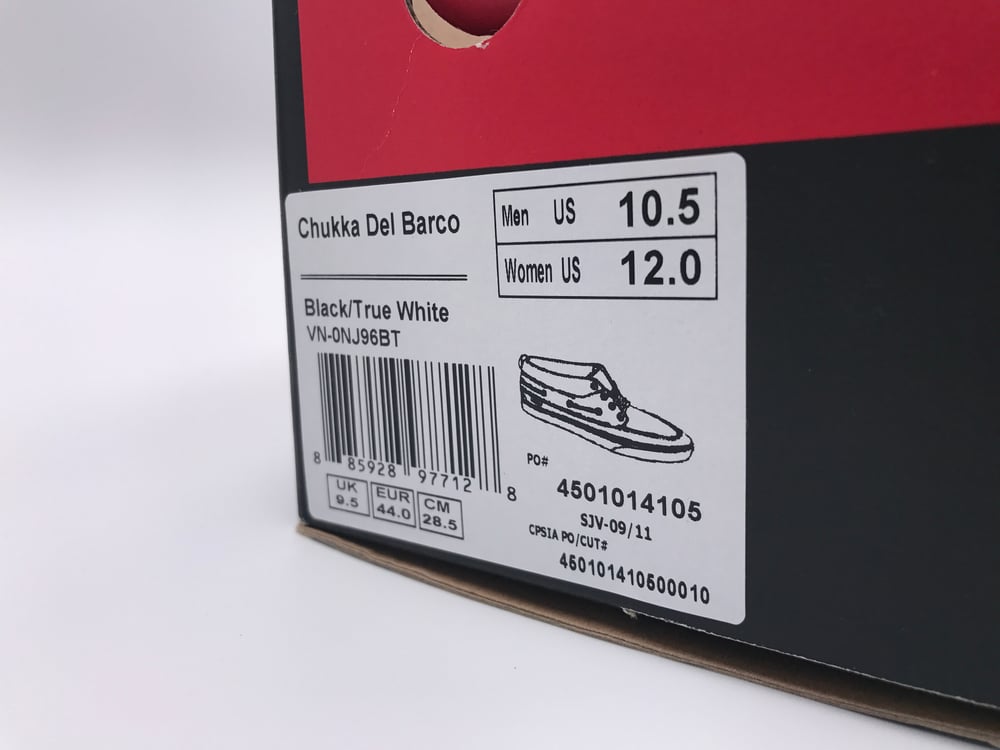 Chukka Del Barco
Men US 10.5
Women US 12.0
Black/True White
VN-0NJ96BT
8 85928 97712 8
UK 9.5
EUR 44.0
CM 28.5
PO#
4501014105
SJV-09/11
CPSIA PO/CUT#
450101410500010